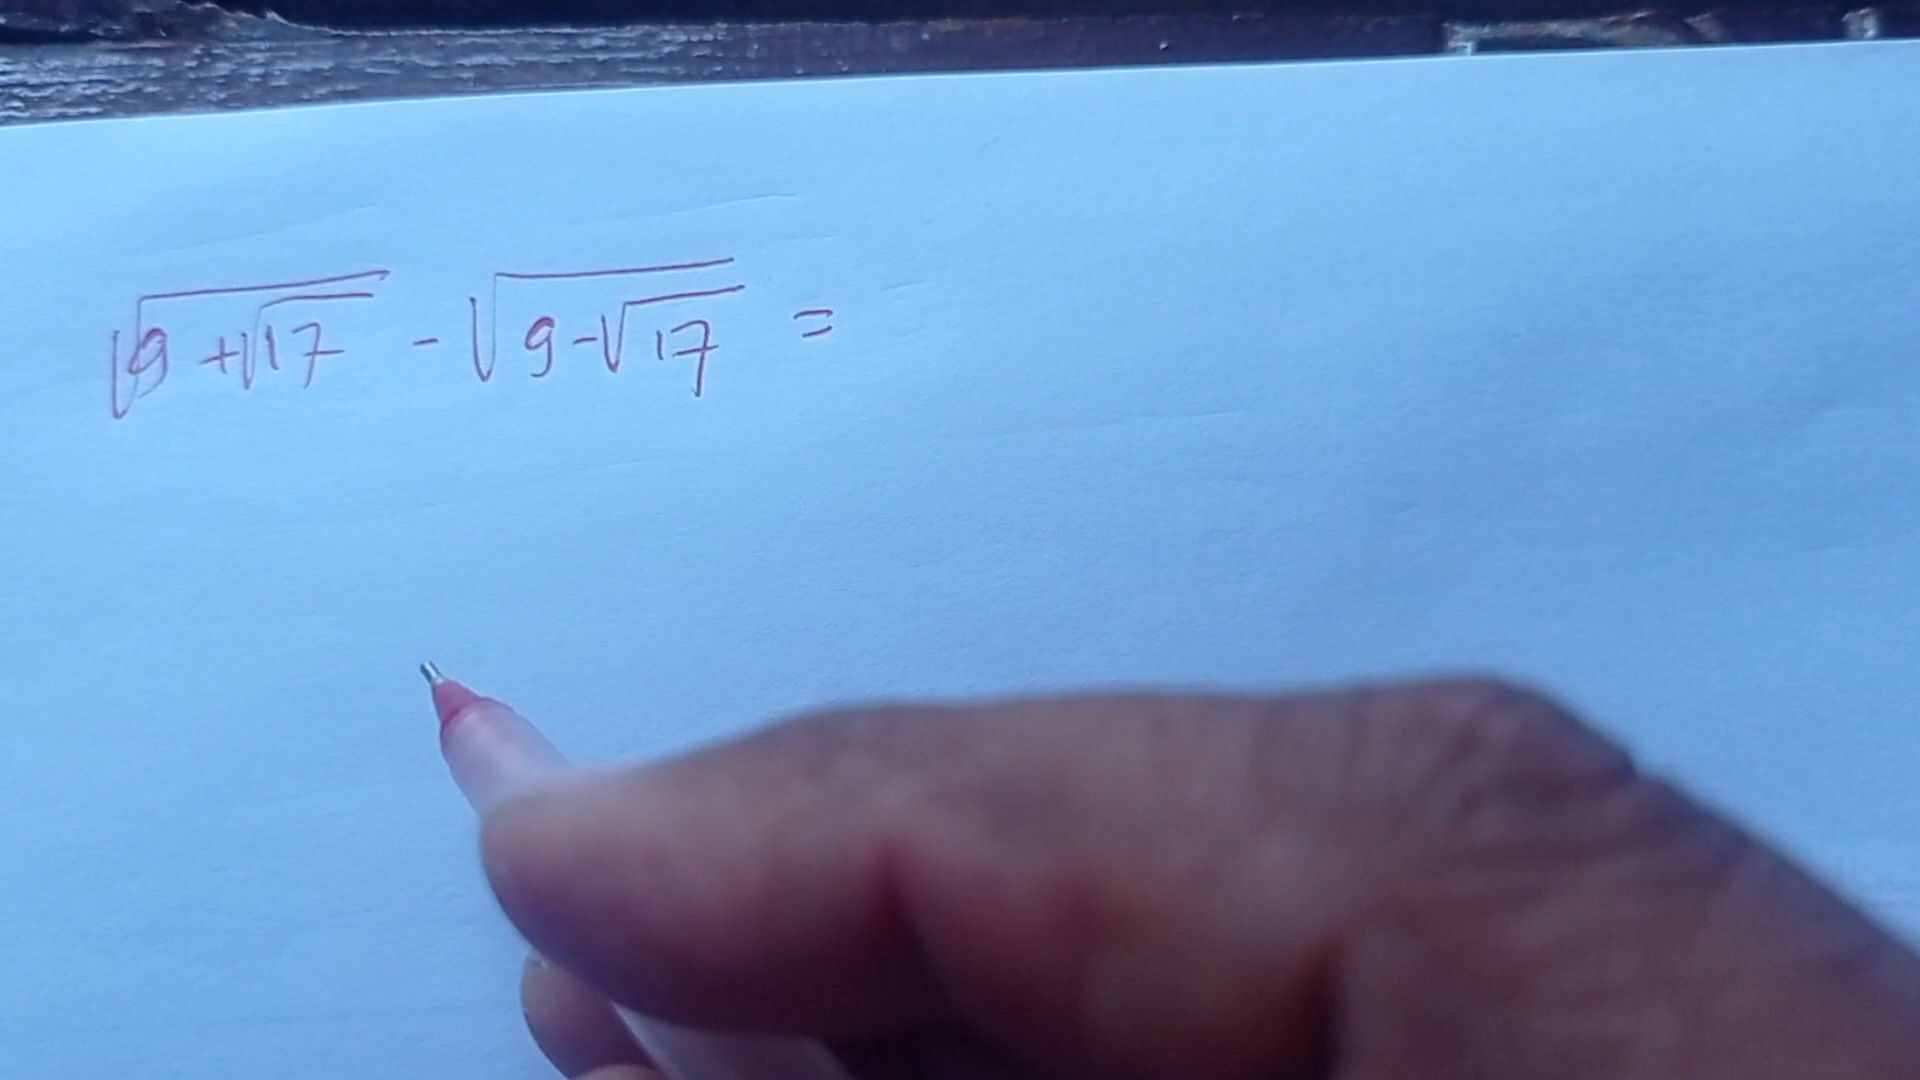 √(9 + √17) - √(9 - √17) =